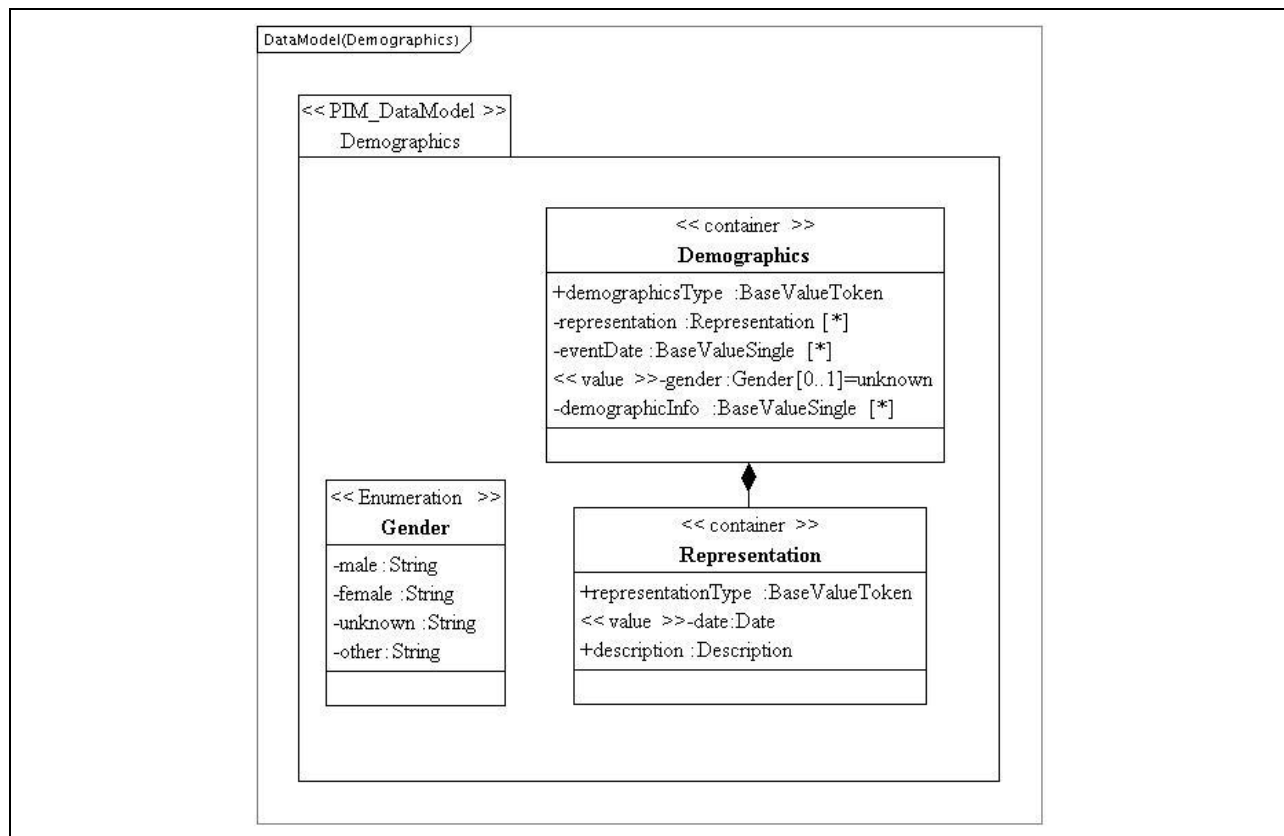 DataModel(Demographics)
<< PIM_DataModel >>
Demographics
<< container >>
Demographics
+demographicsType :BaseValueToken
-representation :Representation [*]
-eventDate :BaseValueSingle [*]
<< value >>-gender:Gender[0..1]=unknown
-demographicInfo :BaseValueSingle [*]
<< Enumeration >>
Gender
-male :String
-female :String
-unknown :String
-other:String
<< container >>
Representation
+representationType :BaseValueToken
<< value >>-date:Date
+description :Description